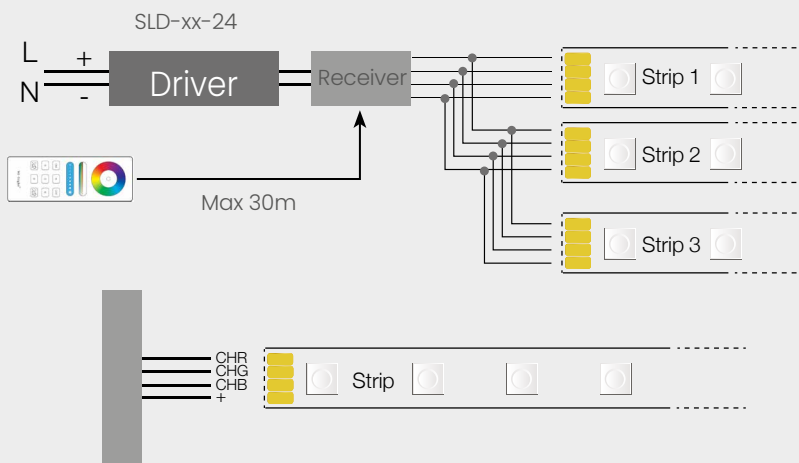 SLD-xx-24
L
+
Driver
Receiver
N
-
Strip 1
Strip 2
Max 30m
Strip 3
CHR
CHG
CHB
+
Strip